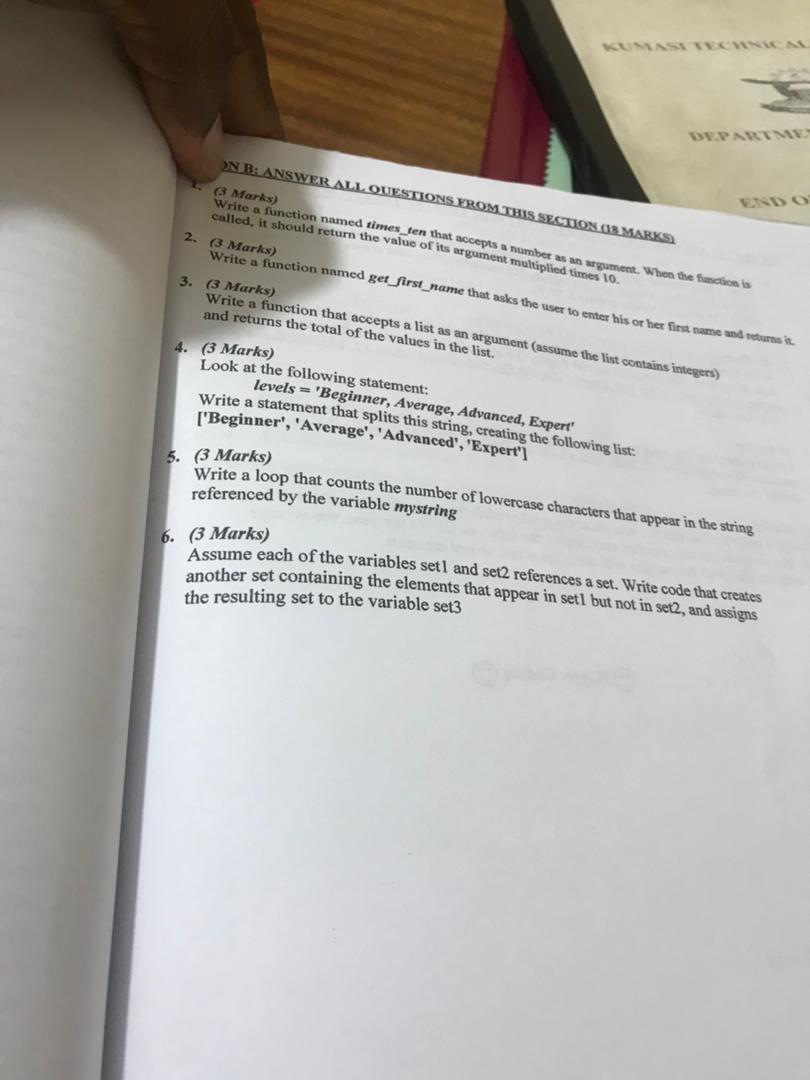 KUMASI TECHNICAL
DEPARTME
END O
ON B: ANSWER ALL QUESTIONS FROM THIS SECTION (18 MARKS)
1. (3 Marks)
Write a function named times_ten that accepts a number as an argument. When the function is
called, it should return the value of its argument multiplied times 10.
2. (3 Marks)
Write a function named get_first_name that asks the user to enter his or her first name and returns it.
3. (3 Marks)
Write a function that accepts a list as an argument (assume the list contains integers)
and returns the total of the values in the list.
4. (3 Marks)
Look at the following statement:
levels = 'Beginner, Average, Advanced, Expert'
Write a statement that splits this string, creating the following list:
['Beginner', 'Average', 'Advanced', 'Expert']
5. (3 Marks)
Write a loop that counts the number of lowercase characters that appear in the string
referenced by the variable mystring
6. (3 Marks)
Assume each of the variables set1 and set2 references a set. Write code that creates
another set containing the elements that appear in set1 but not in set2, and assigns
the resulting set to the variable set3